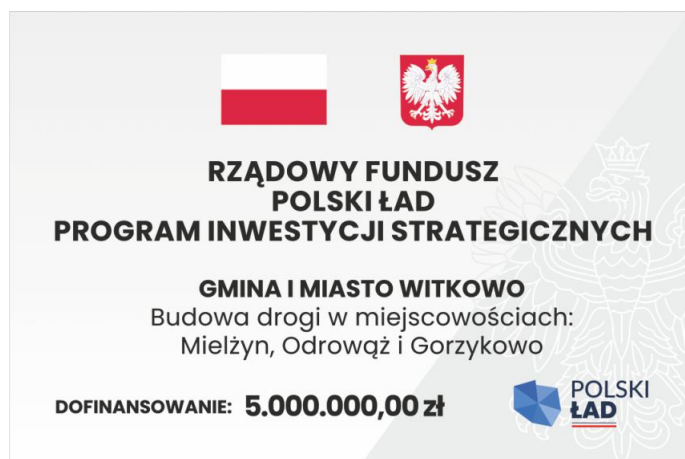 RZĄDOWY FUNDUSZ
POLSKI ŁAD
PROGRAM INWESTYCJI STRATEGICZNYCH
GMINA I MIASTO WITKOWO
Budowa drogi w miejscowościach:
Mielżyn, Odrowąż i Gorzykowo
DOFINANSOWANIE: 5.000.000,00 zł
POLSKI
ŁAD